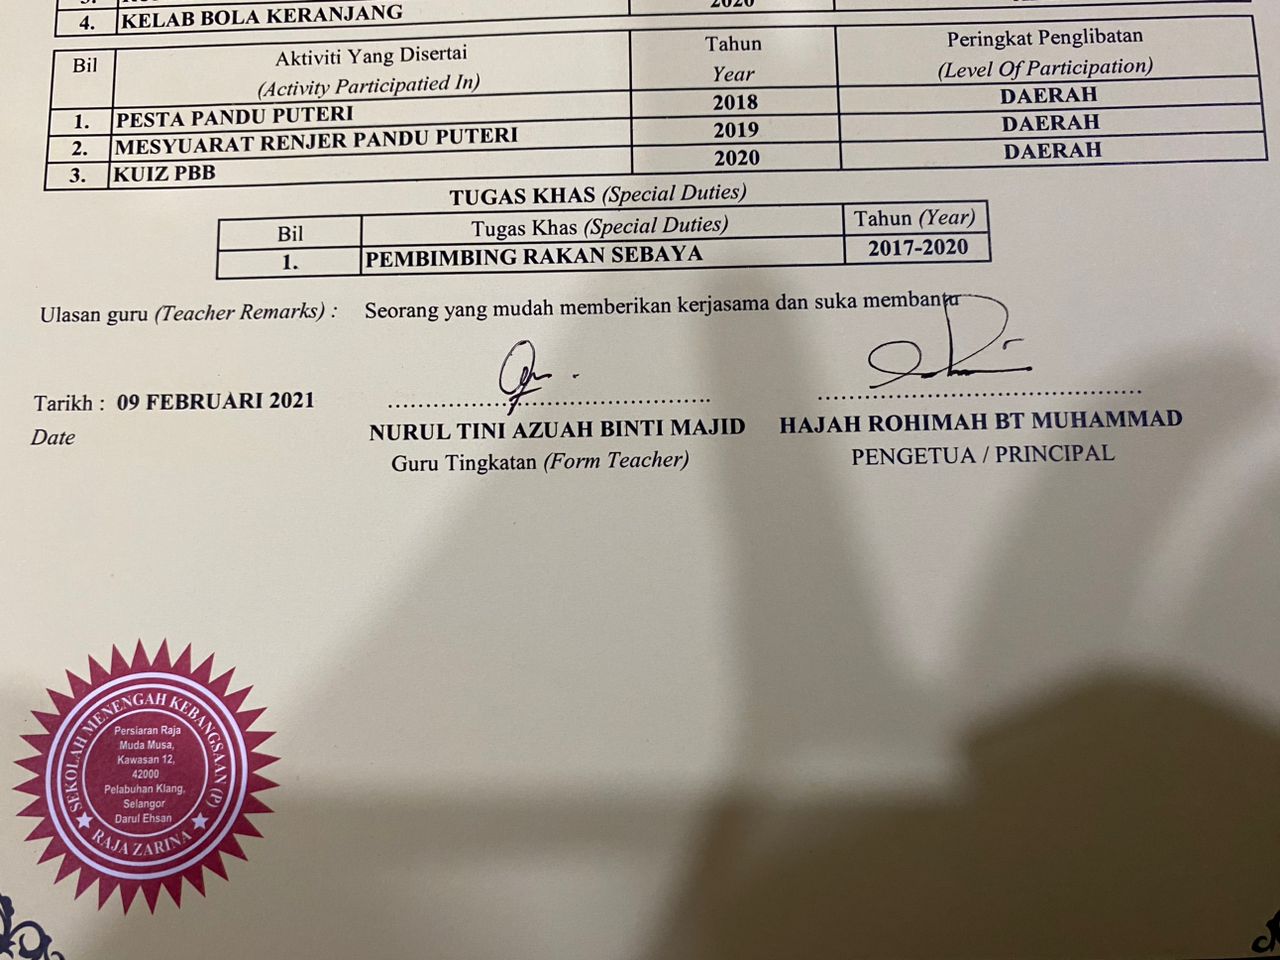 4. KELAB BOLA KERANJANG 2020
Bil Aktiviti Yang Disertai Tahun Peringkat Penglibatan
(Activity Participatied In) Year (Level Of Participation)
1. PESTA PANDU PUTERI 2018 DAERAH
2. MESYUARAT RENJER PANDU PUTERI 2019 DAERAH
3. KUIZ PBB 2020 DAERAH
TUGAS KHAS (Special Duties)
Bil Tugas Khas (Special Duties) Tahun (Year)
1. PEMBIMBING RAKAN SEBAYA 2017-2020
Ulasan guru (Teacher Remarks) : Seorang yang mudah memberikan kerjasama dan suka membantu
Tarikh : 09 FEBRUARI 2021
Date
NURUL TINI AZUAH BINTI MAJID HAJAH ROHIMAH BT MUHAMMAD
Guru Tingkatan (Form Teacher) PENGETUA / PRINCIPAL
SEKOLAH MENENGAH KEBANGSAAN (P)
Persiaran Raja
Muda Musa,
Kawasan 12,
42000
Pelabuhan Klang,
Selangor
Darul Ehsan
RAJA ZARINA